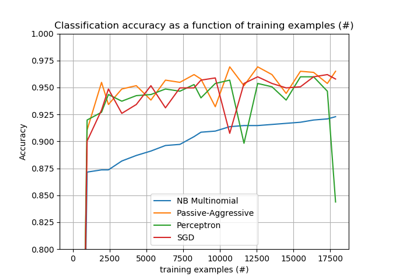 Classification accuracy as a function of training examples (#)
1.000
0.975
0.950
0.925
0.900
0.875
0.850
0.825
0.800
Accuracy
NB Multinomial
Passive-Aggressive
Perceptron
SGD
0 2500 5000 7500 10000 12500 15000 17500
training examples (#)